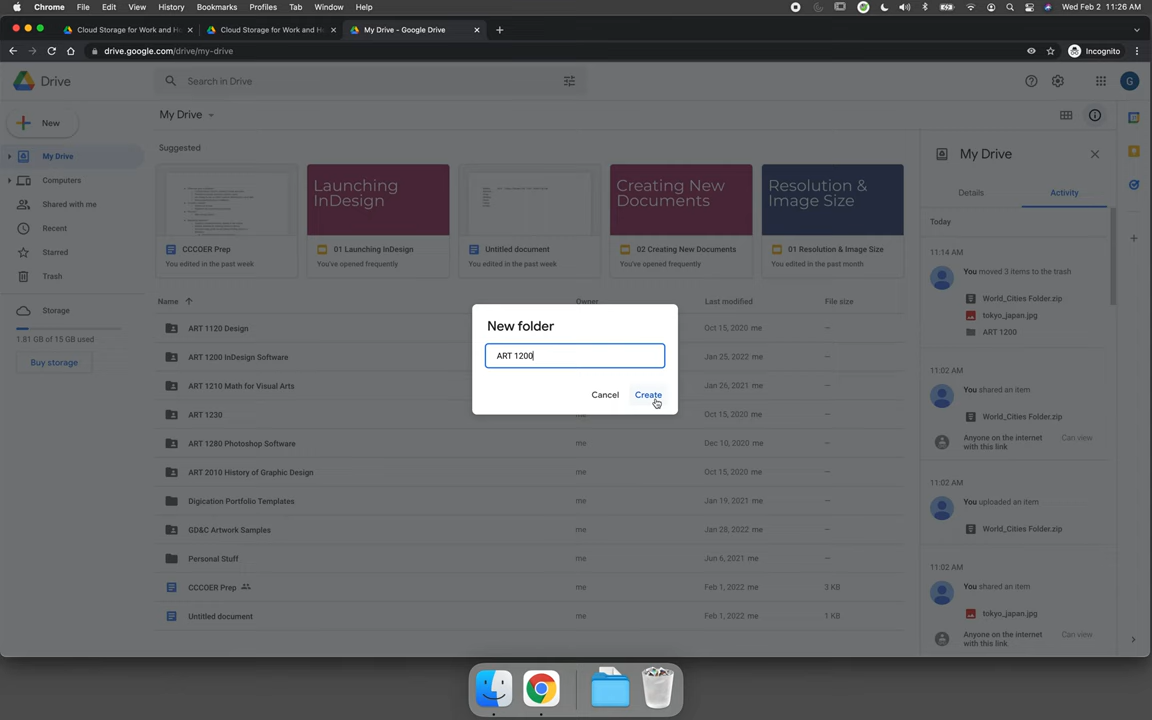 Chrome File Edit View History Bookmarks Profiles Tab Window Help Wed Feb 2 11:26 AM
Cloud Storage for Work and H Cloud Storage for Work and H My Drive - Google Drive
drive.google.com/drive/my-drive Incognito
Drive Search in Drive G
New My Drive My Drive
My Drive Suggested Details Activity
Computers Launching InDesign Creating New Documents Resolution & Image Size Today
Shared with me 11:14 AM
Recent CCCOER Prep 01 Launching InDesign Untitled document 02 Creating New Documents 01 Resolution & Image Size
Starred You edited in the past week You've opened frequently You edited in the past week You've opened frequently You edited in the past month
Trash You moved 3 items to the trash
World_Cities Folder.zip
Storage Name Owner Last modified File size tokyo_japan.jpg
1.81 GB of 15 GB used ART 1120 Design Oct 15, 2020 me – ART 1200
Buy storage ART 1200 InDesign Software Jan 25, 2022 me –
New folder
ART 1200
Cancel Create
11:02 AM
ART 1210 Math for Visual Arts Jan 26, 2021 me – You shared an item
ART 1230 Oct 15, 2020 me – World_Cities Folder.zip
ART 1280 Photoshop Software me Dec 10, 2020 me – Anyone on the internet with this link Can view
ART 2010 History of Graphic Design me Oct 15, 2020 me – 11:02 AM
Digication Portfolio Templates me Jan 19, 2021 me – You uploaded an item
GD&C Artwork Samples me Jan 28, 2022 me – World_Cities Folder.zip
Personal Stuff me Jun 6, 2021 me – 11:02 AM
CCCOER Prep me Feb 1, 2022 me 3 KB You shared an item
Untitled document me Feb 1, 2022 me 1 KB tokyo_japan.jpg
Anyone on the internet with this link Can view